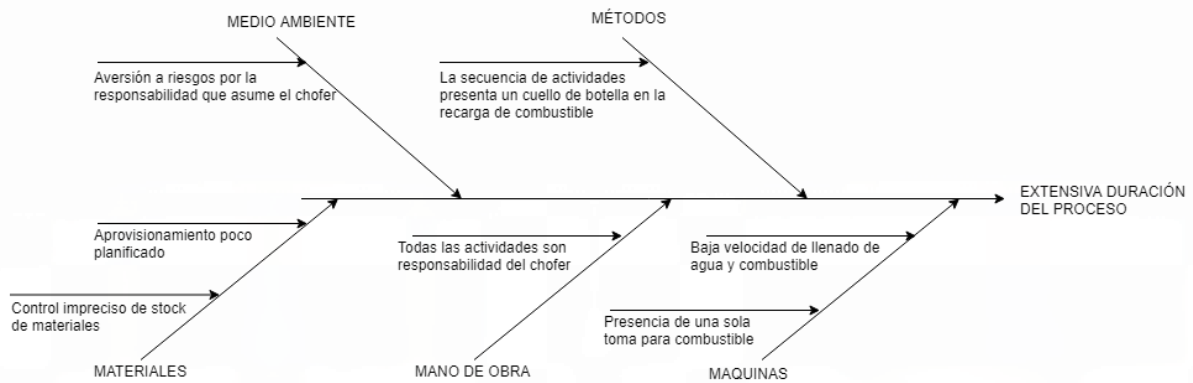 MEDIO AMBIENTE
MÉTODOS
Aversión a riesgos por la
responsabilidad que asume el chofer
La secuencia de actividades
presenta un cuello de botella en la
recarga de combustible
EXTENSIVA DURACIÓN
DEL PROCESO
Aprovisionamiento poco
planificado
Todas las actividades son
responsabilidad del chofer
Baja velocidad de llenado de
agua y combustible
Control impreciso de stock
de materiales
Presencia de una sola
toma para combustible
MATERIALES
MANO DE OBRA
MAQUINAS